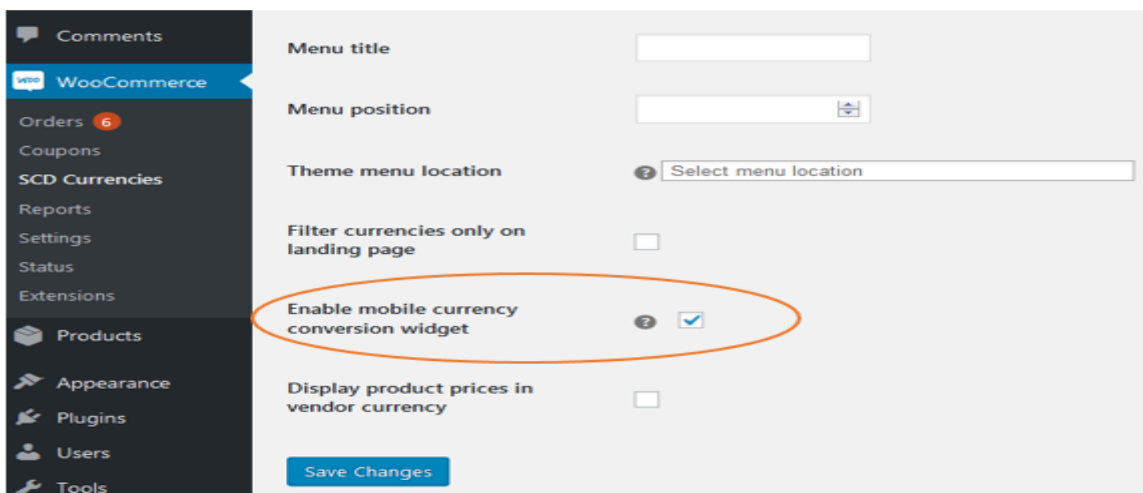 Comments
WOO WooCommerce
Orders 6
Coupons
SCD Currencies
Reports
Settings
Status
Extensions
Products
Appearance
Plugins
Users
Tools
Menu title
Menu position
Theme menu location
? Select menu location
Filter currencies only on
landing page
Enable mobile currency
conversion widget
?
Display product prices in
vendor currency
Save Changes